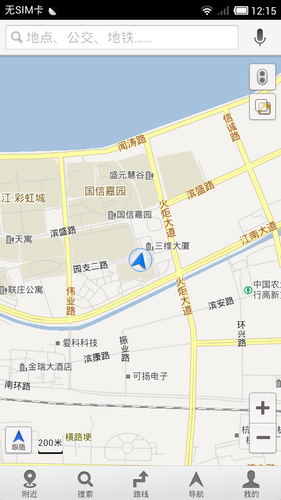 无SIM卡
12:15
地点、公交、地铁……
信诚路
闻涛路
盛元慧谷
国信嘉园
滨盛路
江·彩虹城
火炬大道
国信嘉园
滨盛路
江南大道
天寓
三维大厦
园支二路
中国农
行高新
联庄公寓
伟业路
火炬大道
滨安路
环兴路
爱科科技
振业路
滨康路
金瑞大酒店
可扬电子
南环路
跟随
200米
横路埂
杭
杭
附近
搜索
路线
导航
我的